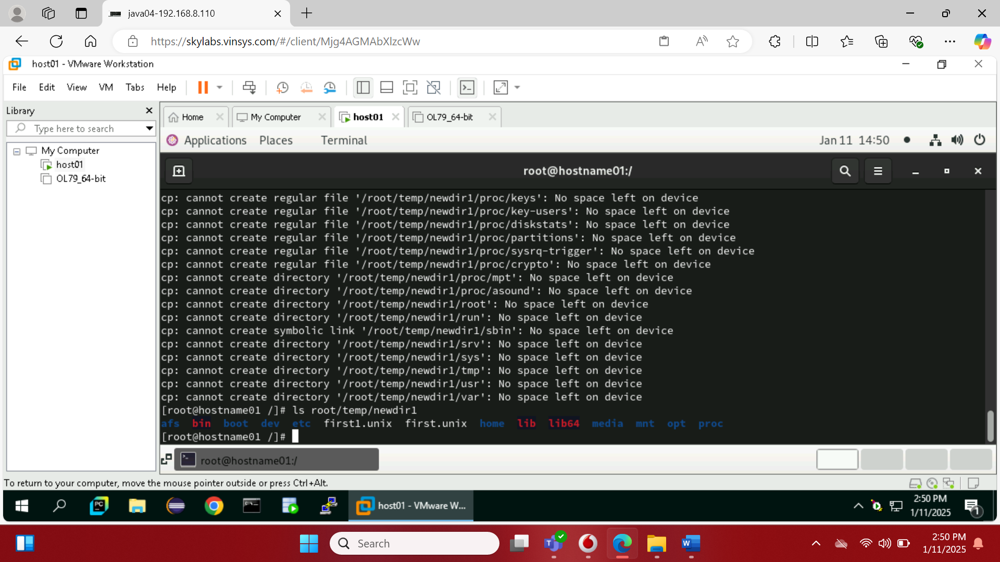 java04-192.168.8.110
https://skylabs.vinsys.com/#/client/Mjg4AGMAbXlzcWw
host01 - VMware Workstation
File Edit View VM Tabs Help
Library
Type here to search
My Computer
host01
OL79_64-bit
Home My Computer host01 OL79_64-bit
Applications Places Terminal Jan 11 14:50
root@hostname01:/
cp: cannot create regular file '/root/temp/newdir1/proc/keys': No space left on device
cp: cannot create regular file '/root/temp/newdir1/proc/key-users': No space left on device
cp: cannot create regular file '/root/temp/newdir1/proc/diskstats': No space left on device
cp: cannot create regular file '/root/temp/newdir1/proc/partitions': No space left on device
cp: cannot create regular file '/root/temp/newdir1/proc/sysrq-trigger': No space left on device
cp: cannot create regular file '/root/temp/newdir1/proc/crypto': No space left on device
cp: cannot create directory '/root/temp/newdir1/proc/mpt': No space left on device
cp: cannot create directory '/root/temp/newdir1/proc/asound': No space left on device
cp: cannot create directory '/root/temp/newdir1/root': No space left on device
cp: cannot create directory '/root/temp/newdir1/run': No space left on device
cp: cannot create symbolic link '/root/temp/newdir1/sbin': No space left on device
cp: cannot create directory '/root/temp/newdir1/srv': No space left on device
cp: cannot create directory '/root/temp/newdir1/sys': No space left on device
cp: cannot create directory '/root/temp/newdir1/tmp': No space left on device
cp: cannot create directory '/root/temp/newdir1/usr': No space left on device
cp: cannot create directory '/root/temp/newdir1/var': No space left on device
[root@hostname01 /]# ls root/temp/newdir1
afs bin boot dev etc first1.unix first.unix home lib lib64 media mnt opt proc
[root@hostname01 /]#
root@hostname01:/
To return to your computer, move the mouse pointer outside or press Ctrl+Alt.
host01 - VMware W...
2:50 PM
1/11/2025
1
Search
2:50 PM
1/11/2025